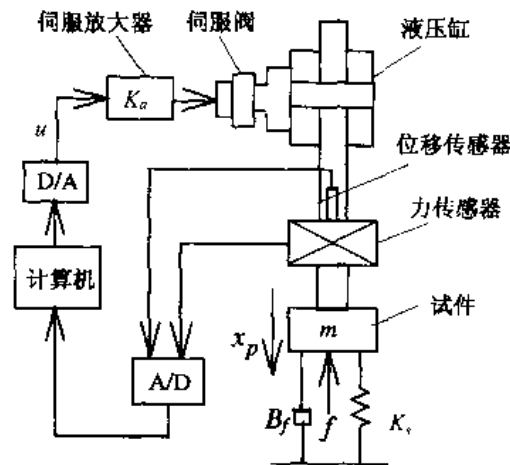 伺服放大器
伺服阀
液压缸
K_a
u
位移传感器
D/A
力传感器
计算机
试件
x_p
m
A/D
B_f
f
K_s